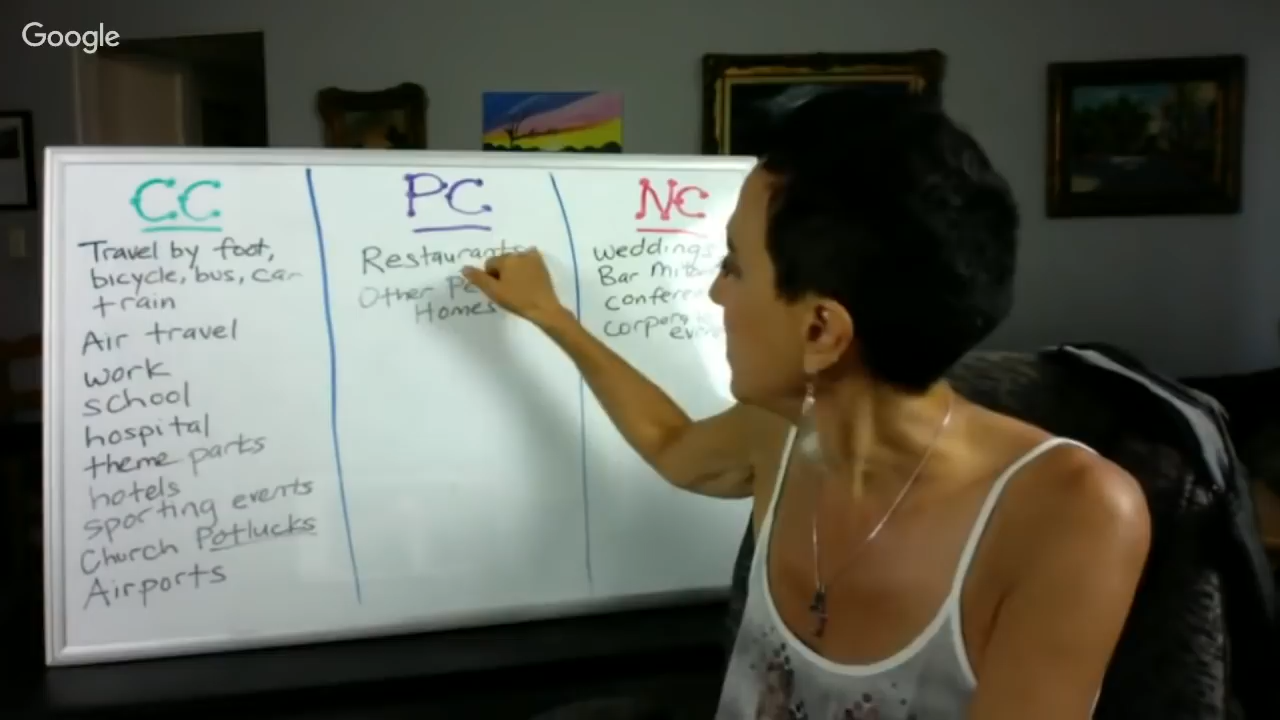 Google
CC
Travel by foot,
bicycle, bus, car
train
Air travel
work
school
hospital
theme parks
hotels
sporting events
Church Potlucks
Airports
PC
Restaurants
Other
Homes
NC
weddings
Bar